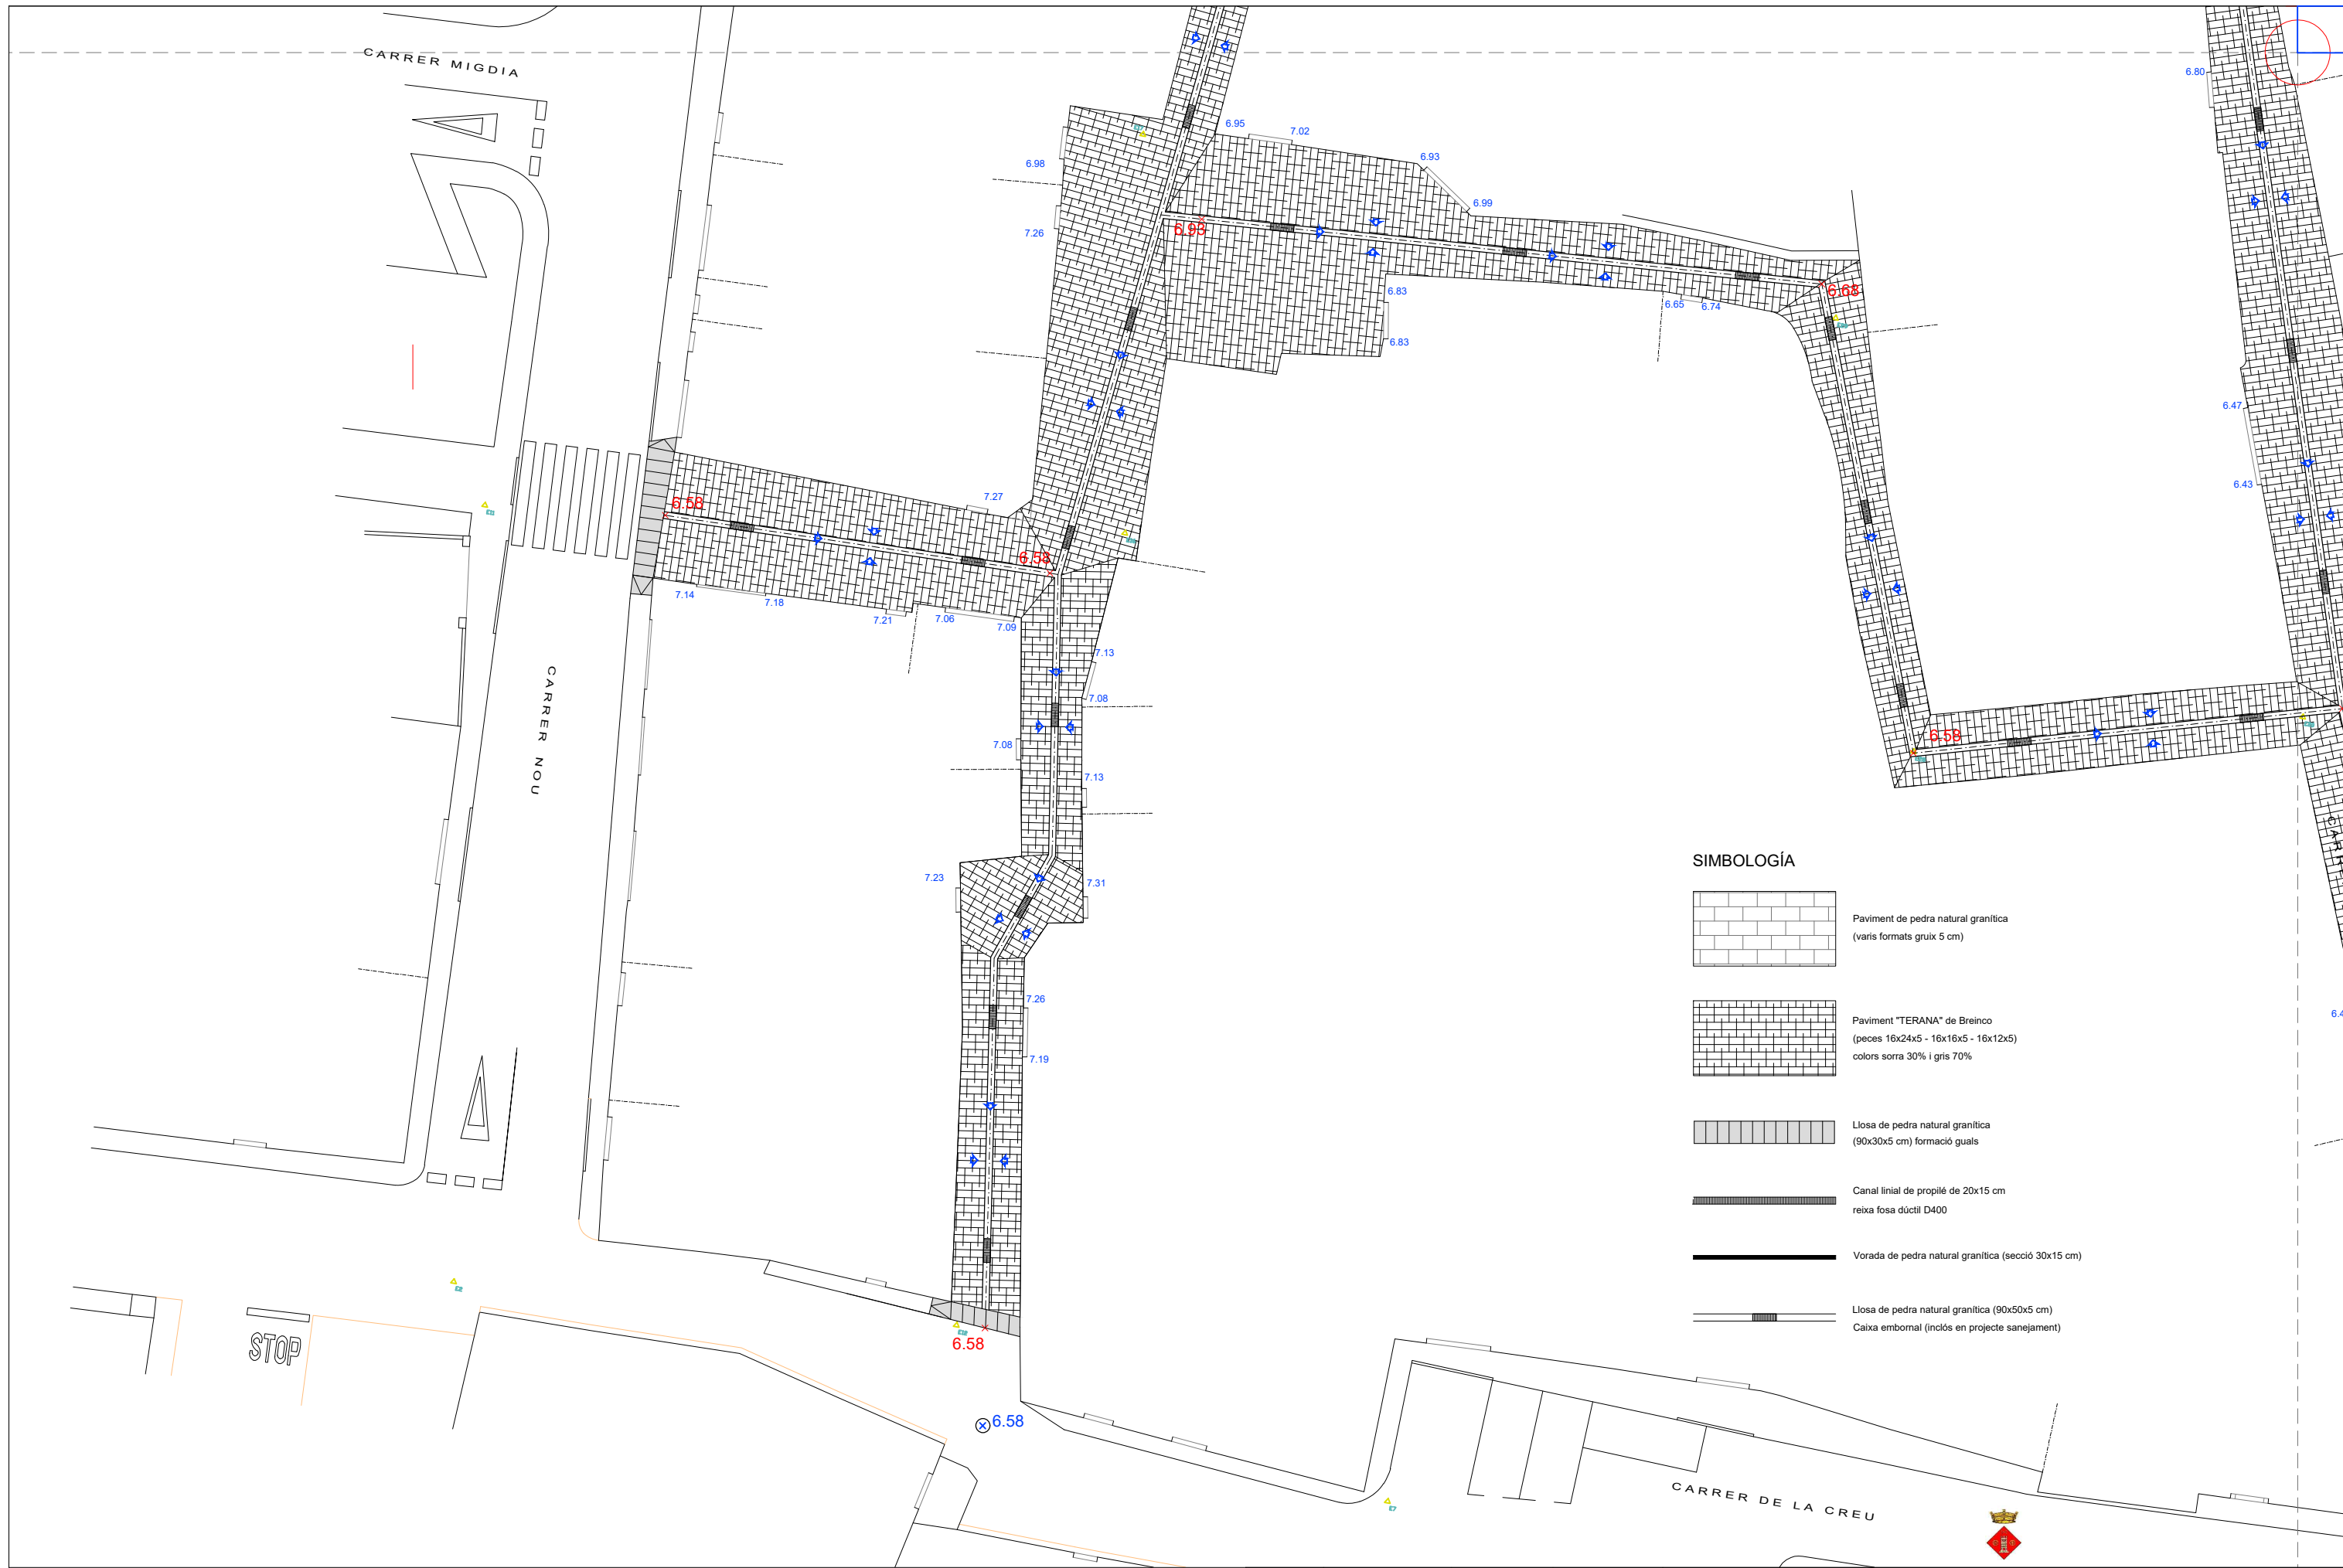 CARRER MIGDIA
6.80
6.95
7.02
6.93
6.98
6.99
7.26
6.93
6.83
6.68
6.65
6.74
6.83
6.47
6.43
7.27
6.58
6.58
7.14
7.18
7.21
7.06
7.09
7.13
7.08
7.08
7.13
CARRER NOU
6.58
7.23
7.31
7.26
7.19
SIMBOLOGÍA
Paviment de pedra natural granítica
(varis formats gruix 5 cm)
Paviment "TERANA" de Breinco
(peces 16x24x5 - 16x16x5 - 16x12x5)
colors sorra 30% i gris 70%
Llosa de pedra natural granítica
(90x30x5 cm) formació guals
Canal linial de propilé de 20x15 cm
reixa fosa dúctil D400
Vorada de pedra natural granítica (secció 30x15 cm)
Llosa de pedra natural granítica (90x50x5 cm)
Caixa embornal (inclós en projecte sanejament)
STOP
6.58
6.58
CARRER DE LA CREU